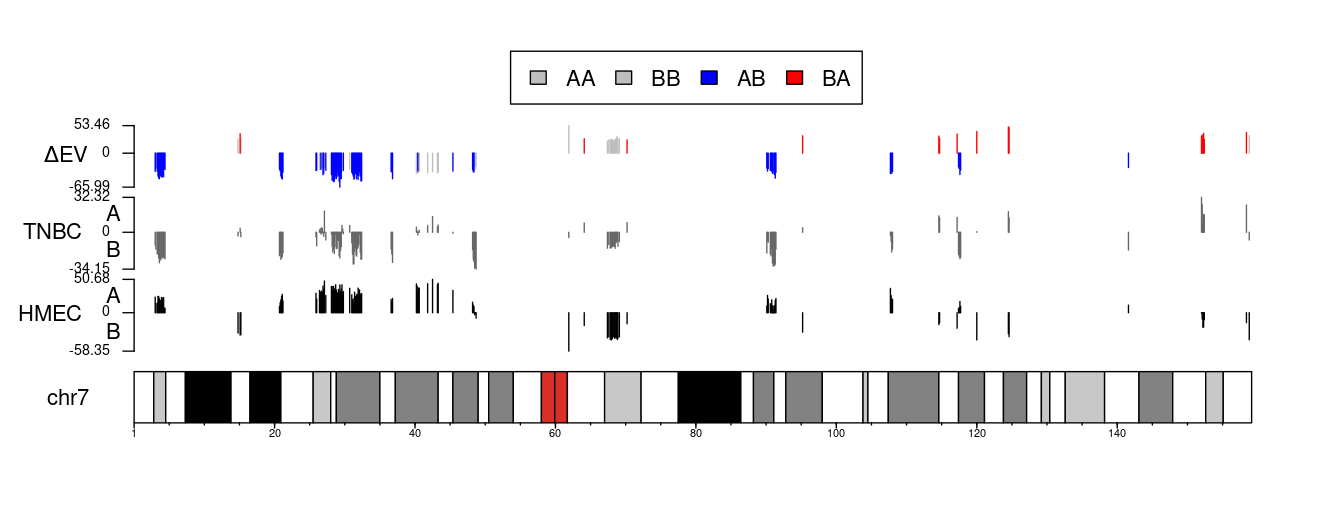 AA BB AB BA
53.46
ΔEV 0
-65.99
32.32
A
TNBC 0
B
-34.15
50.68
A
HMEC 0
B
-58.35
chr7
1 20 40 60 80 100 120 140